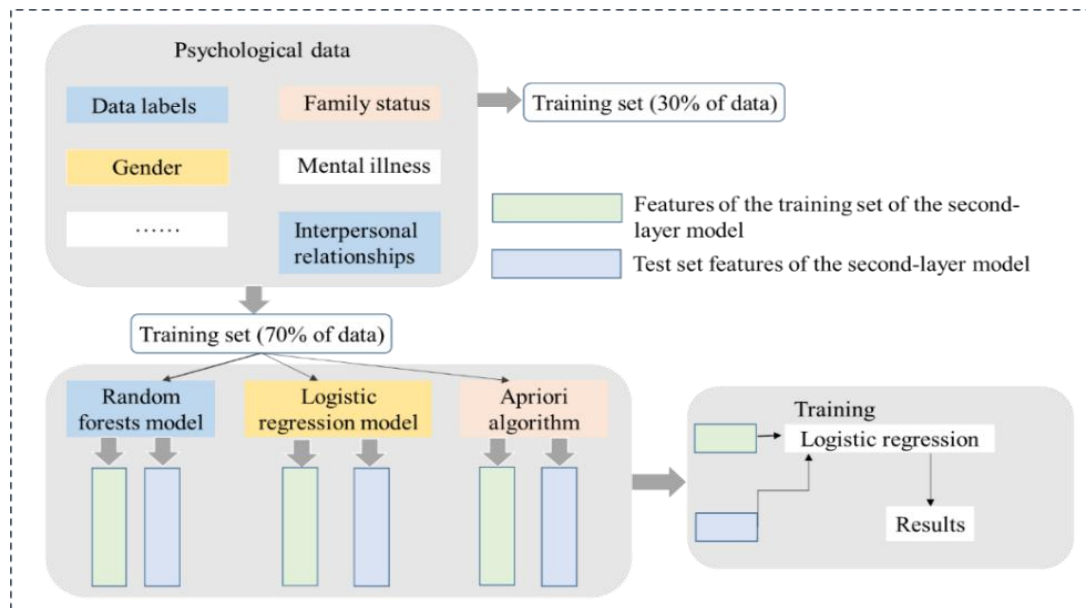 Psychological data
Data labels
Family status
Training set (30% of data)
Gender
Mental illness
Features of the training set of the second-
layer model
......
Interpersonal
relationships
Test set features of the second-layer model
Training set (70% of data)
Random
forests model
Logistic
regression model
Apriori
algorithm
Training
Logistic regression
Results